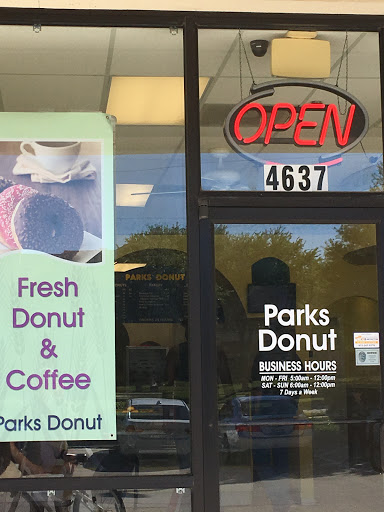 OPEN
4637
Fresh
Donut
&
Coffee
Parks Donut
PARKS DONUT
Parks
Donut
BUSINESS HOURS
MON - FRI 5:00am - 12:00pm
SAT - SUN 6:00am - 12:00pm
7 Days a Week